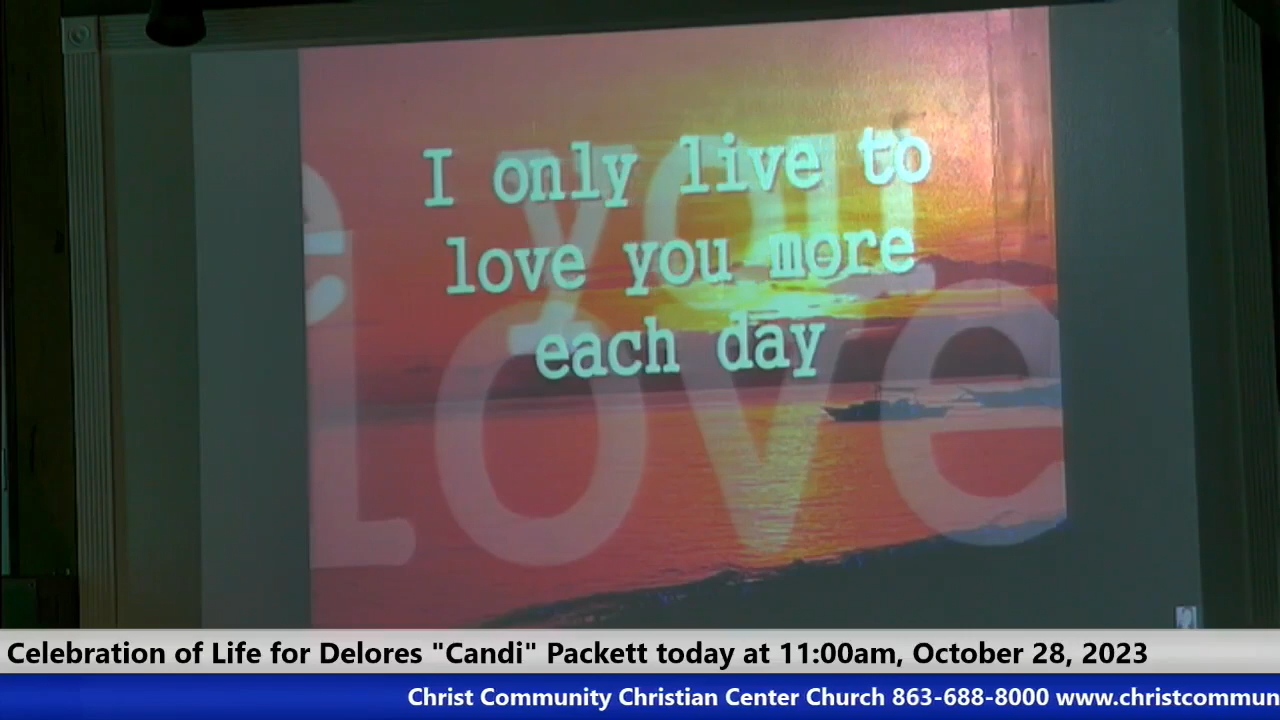 I only live to
love you more
each day
e you
love
Celebration of Life for Delores "Candi" Packett today at 11:00am, October 28, 2023
Christ Community Christian Center Church 863-688-8000 www.christcommun